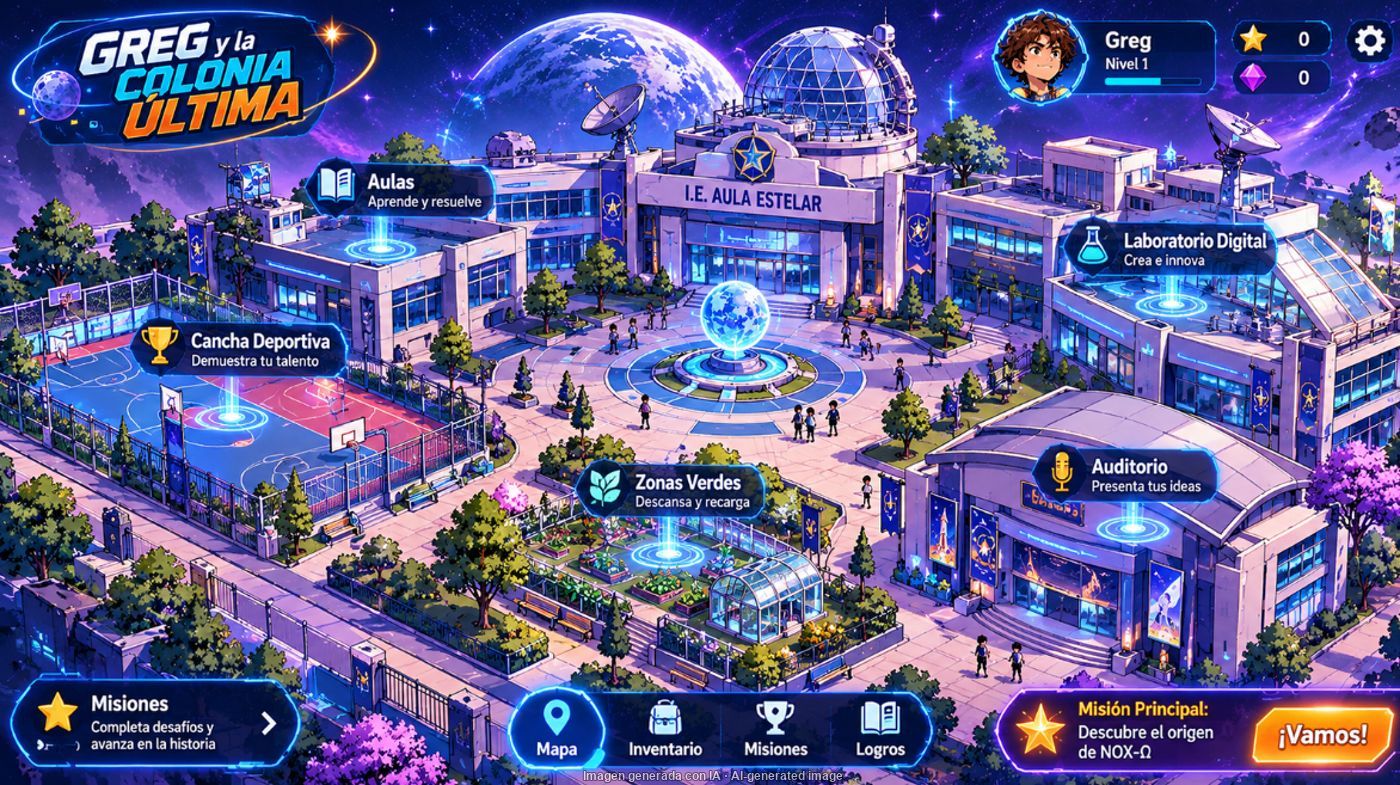 GREG y la
COLONIA
ÚLTIMA
Greg
Nivel 1
0
0
Aulas
Aprende y resuelve
I.E. AULA ESTELAR
Laboratorio Digital
Crea e innova
Cancha Deportiva
Demuestra tu talento
Zonas Verdes
Descansa y recarga
Auditorio
Presenta tus ideas
Misiones
Completa desafíos y
avanza en la historia
Mapa
Inventario
Misiones
Logros
Misión Principal:
Descubre el origen
de NOX-Ω
¡Vamos!
Imagen generada con IA · AI-generated image